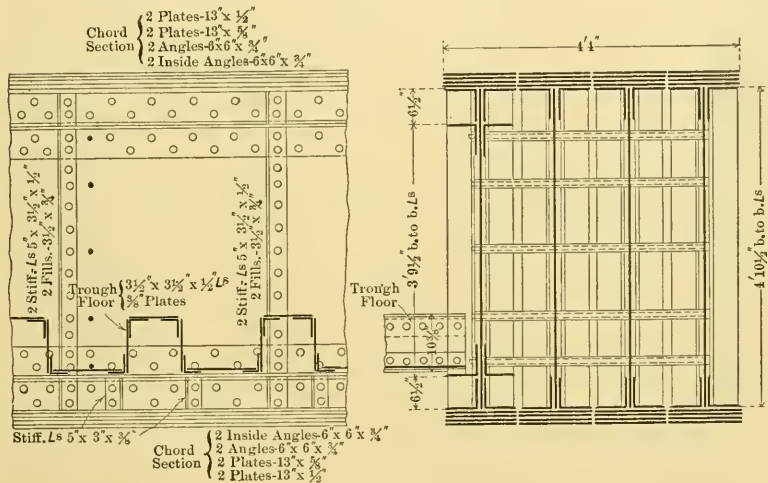 Chord Section { 2 Plates-13"x ½"
2 Plates-13"x ⅝"
2 Angles-6"x6"x ¾"
2 Inside Angles-6"x6"x ¾"
4'4"
6½"
3' 9½" b. to b. Ls
6½"
4' 10½" b. to b. Ls
2 Stiff.-Ls 5"x 3½"x ½"
2 Fills.-3½"x ¾"
2 Stiff.-Ls 5"x 3½"x ½"
2 Fills.-3½"x ¾"
Trough Floor { 3½"x 3½"x ½" Ls
⅜" Plates
Trough
Floor
10⅜"
Stiff. Ls 5"x 3"x ⅜"
Chord Section { 2 Inside Angles-6"x 6"x ¾"
2 Angles-6"x 6"x ¾"
2 Plates-13"x ⅝"
2 Plates-13"x ½"